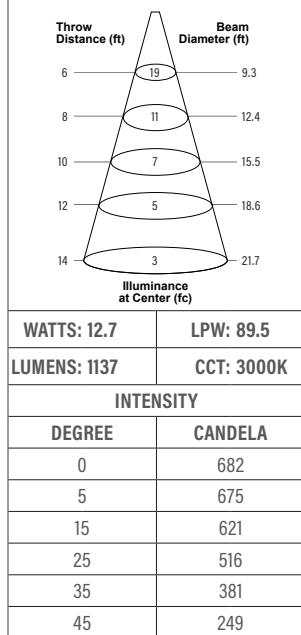 Throw Beam
Distance (ft) Diameter (ft)
6 19 9.3
8 11 12.4
10 7 15.5
12 5 18.6
14 3 21.7
Illuminance
at Center (fc)
WATTS: 12.7 LPW: 89.5
LUMENS: 1137 CCT: 3000K
INTENSITY
DEGREE CANDELA
0 682
5 675
15 621
25 516
35 381
45 249